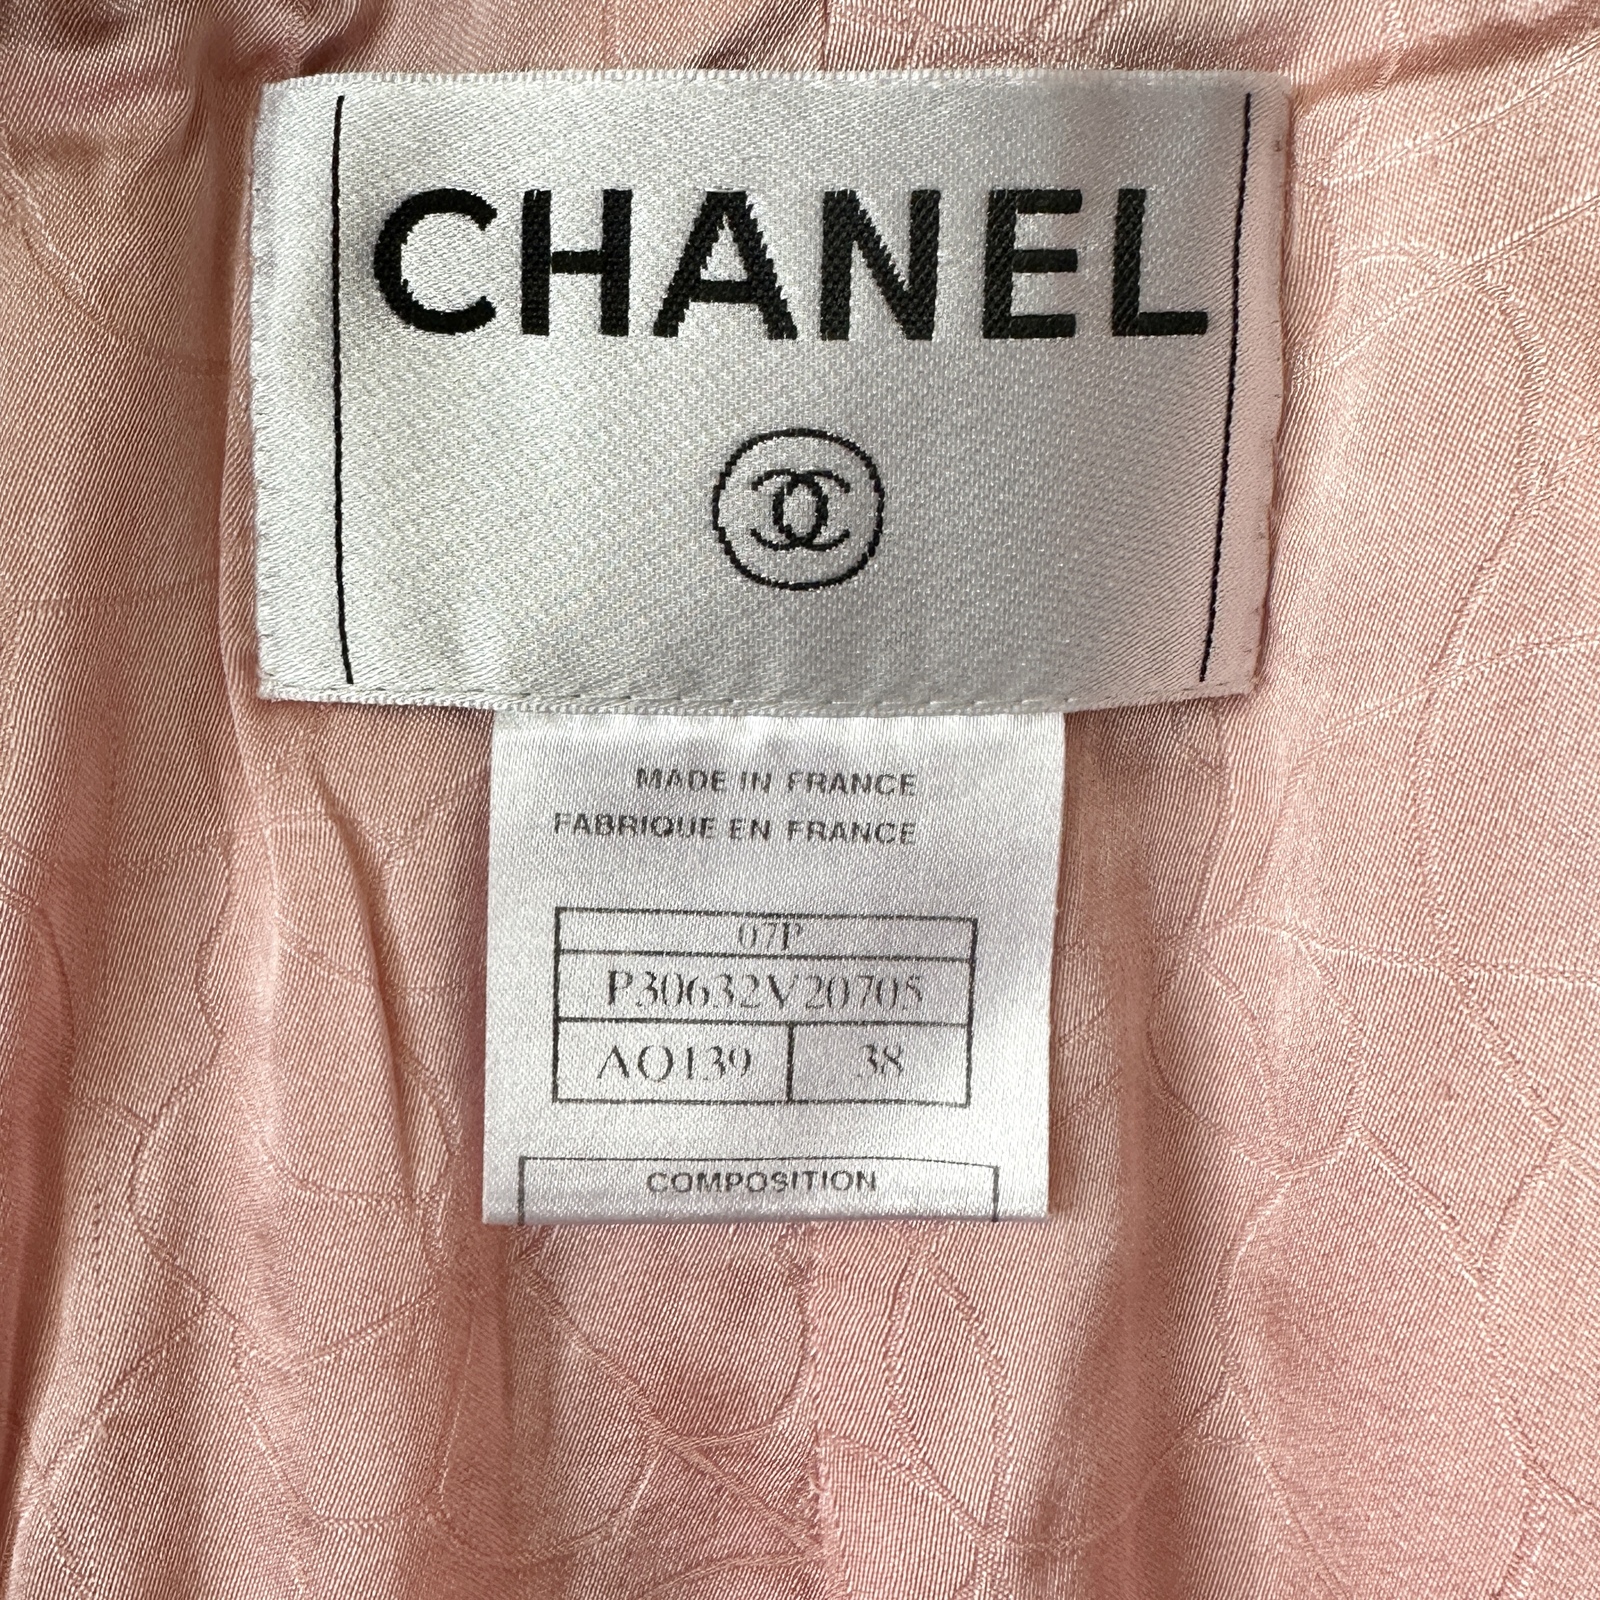 CHANEL
MADE IN FRANCE
FABRIQUE EN FRANCE
07P
P30632V20705
AO139 38
COMPOSITION